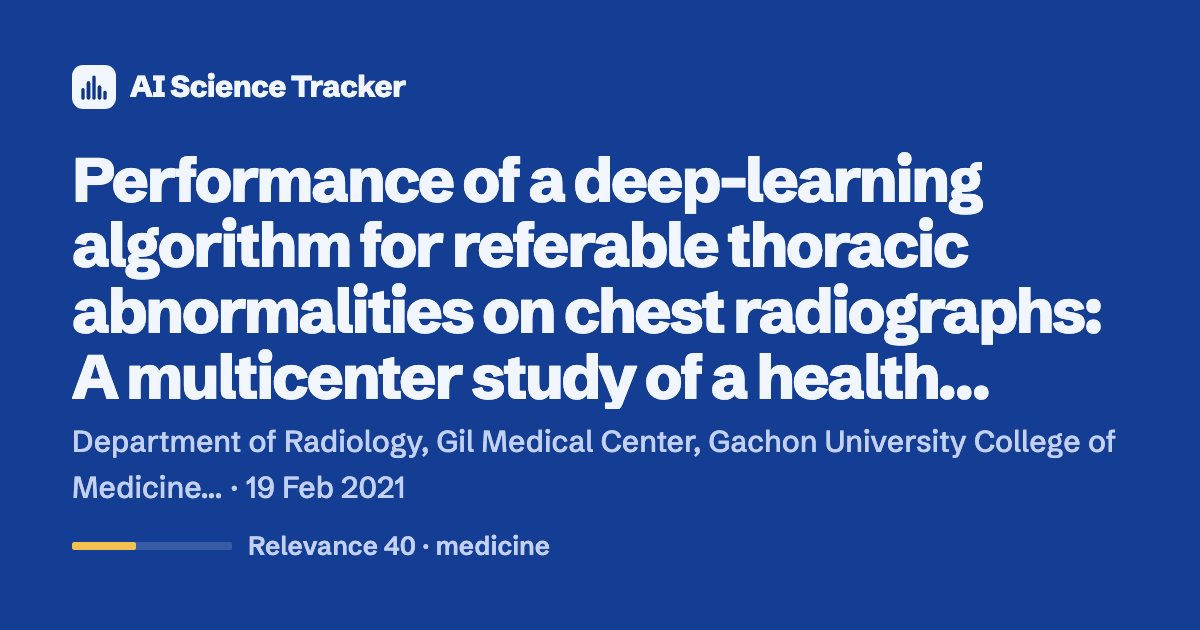 AI Science Tracker
Performance of a deep-learning
algorithm for referable thoracic
abnormalities on chest radiographs:
A multicenter study of a health...
Department of Radiology, Gil Medical Center, Gachon University College of
Medicine... · 19 Feb 2021
Relevance 40 · medicine